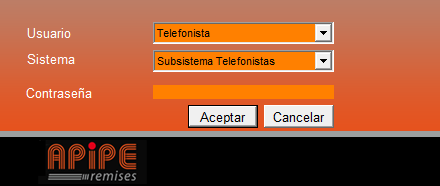 Usuario Telefonista
Sistema Subsistema Telefonistas
Contraseña
Aceptar Cancelar
APIPE
remises